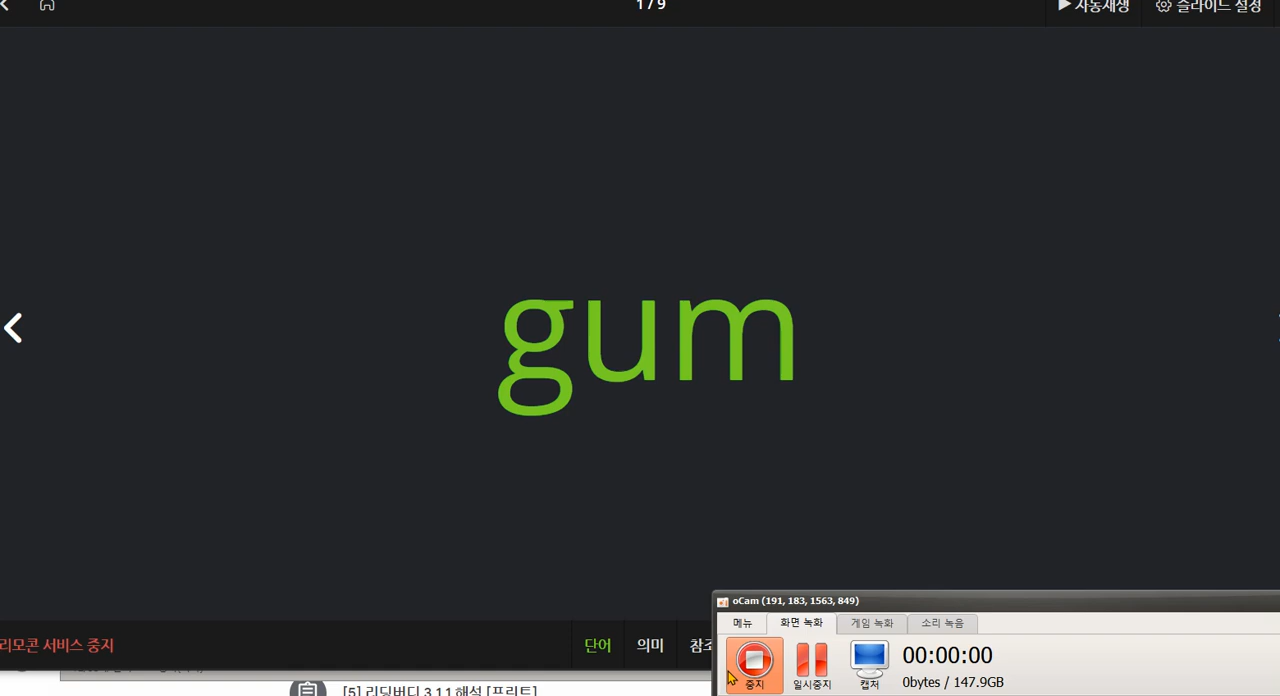 1 / 9
자동재생
슬라이드 설정
gum
리모콘 서비스 중지
단어
의미
참조
oCam (191, 183, 1563, 849)
메뉴
화면 녹화
게임 녹화
소리 녹음
중지
일시중지
캡처
00:00:00
0bytes / 147.9GB
[5] 리딩버디 3 1 1 해설 [프린트]